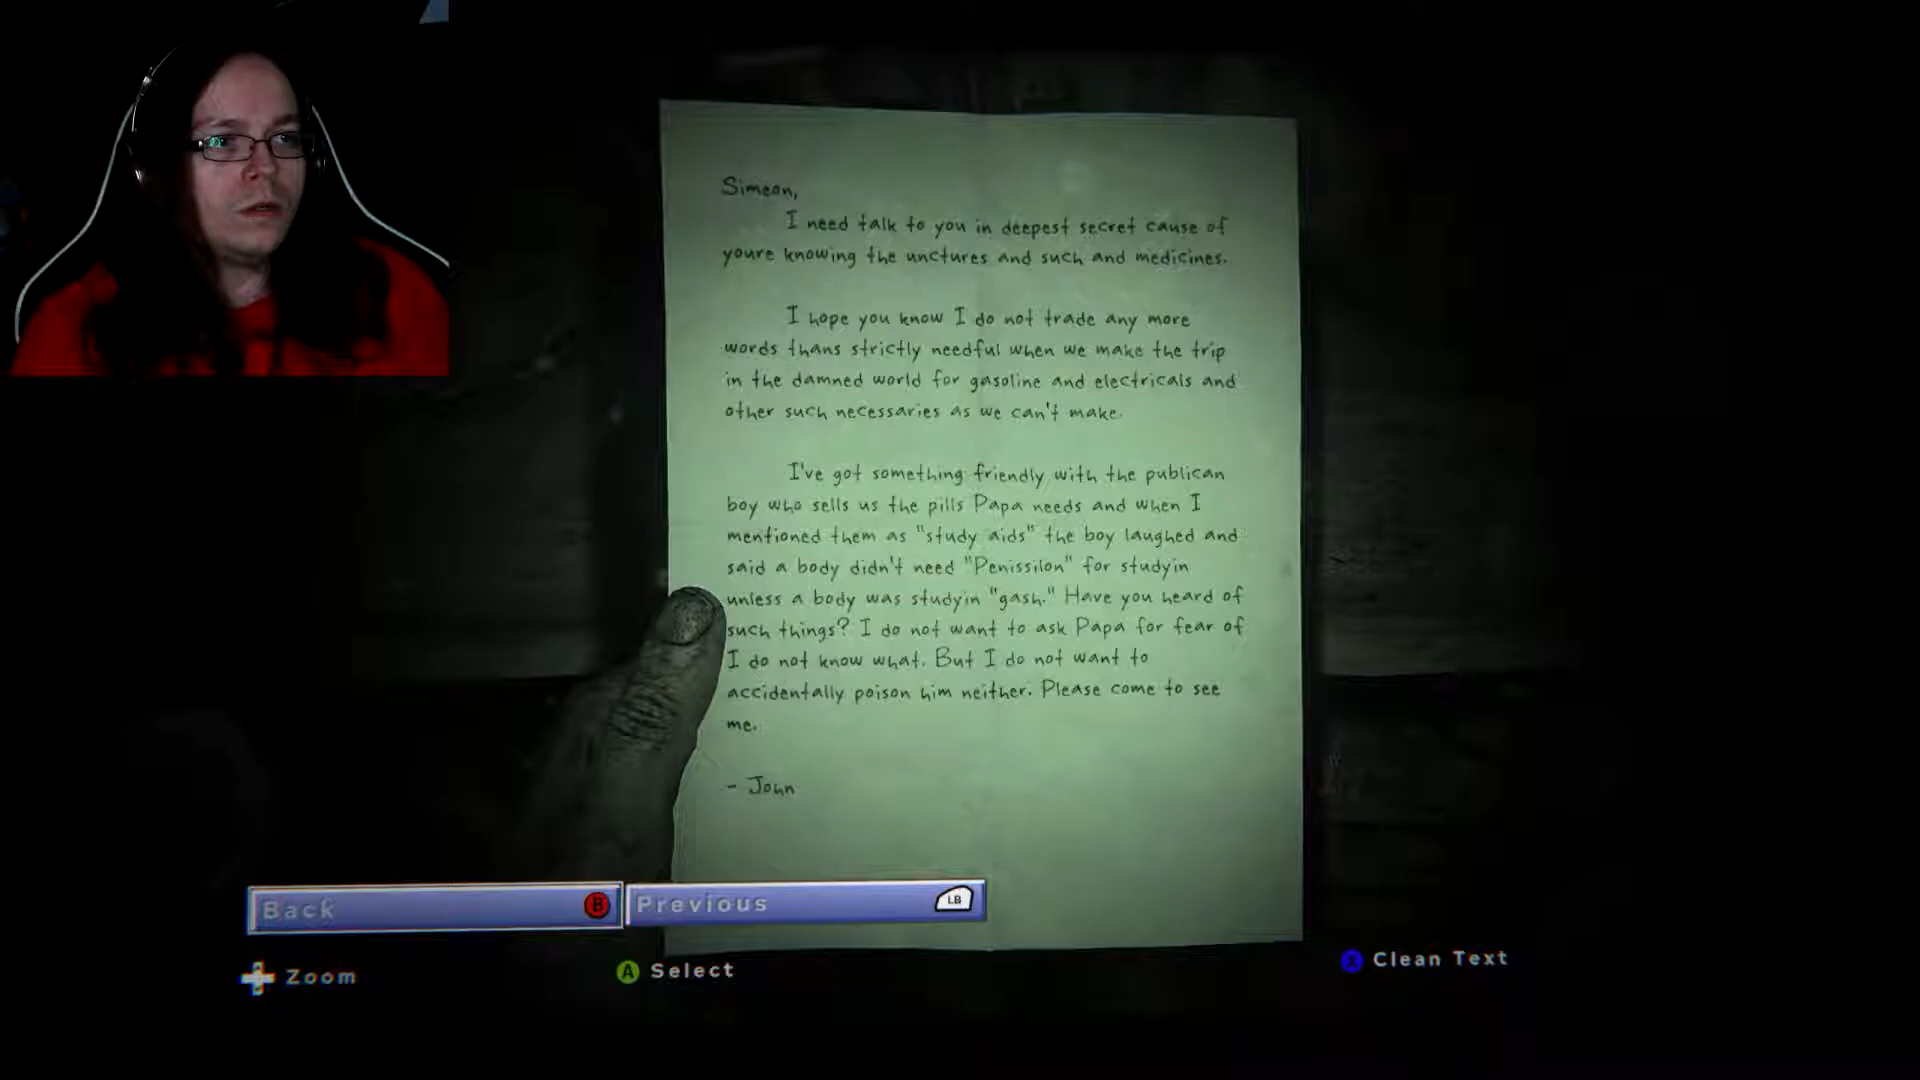 Simeon,
I need talk to you in deepest secret cause of
youre knowing the unctures and such and medicines.
I hope you know I do not trade any more
words thans strictly needful when we make the trip
in the damned world for gasoline and electricals and
other such necessaries as we can't make.
I've got something friendly with the publican
boy who sells us the pills Papa needs and when I
mentioned them as "study aids" the boy laughed and
said a body didn't need "Penissilon" for studyin
unless a body was studyin "gash." Have you heard of
such things? I do not want to ask Papa for fear of
I do not know what. But I do not want to
accidentally poison him neither. Please come to see
me.
- John
Back B
Previous LB
Zoom
A Select
X Clean Text